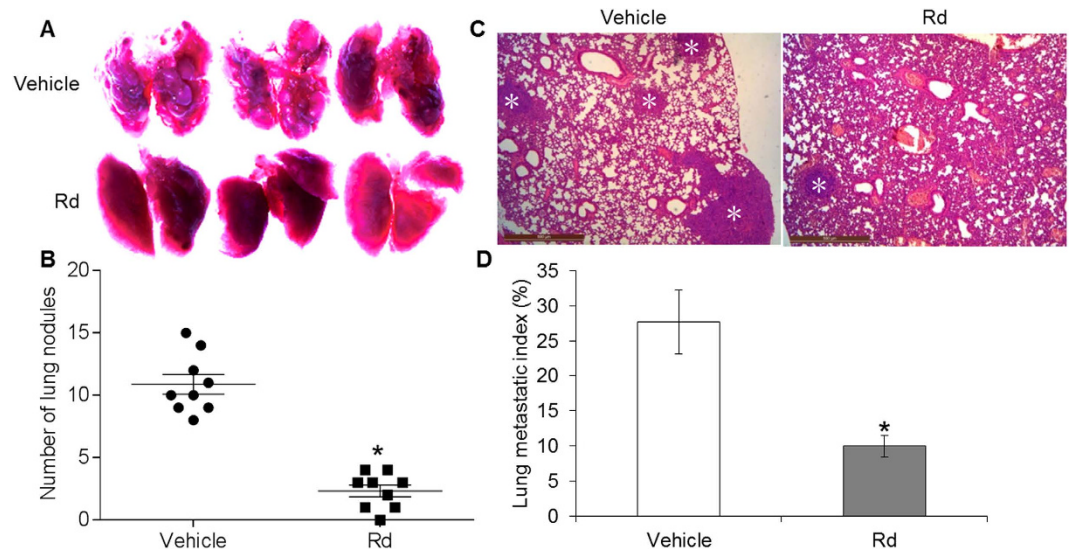 A
Vehicle
Rd
C
Vehicle
Rd
*
*
*
*
*
B
Number of lung nodules
20
15
10
5
0
*
Vehicle
Rd
D
Lung metastatic index (%)
35
30
25
20
15
10
5
0
*
Vehicle
Rd